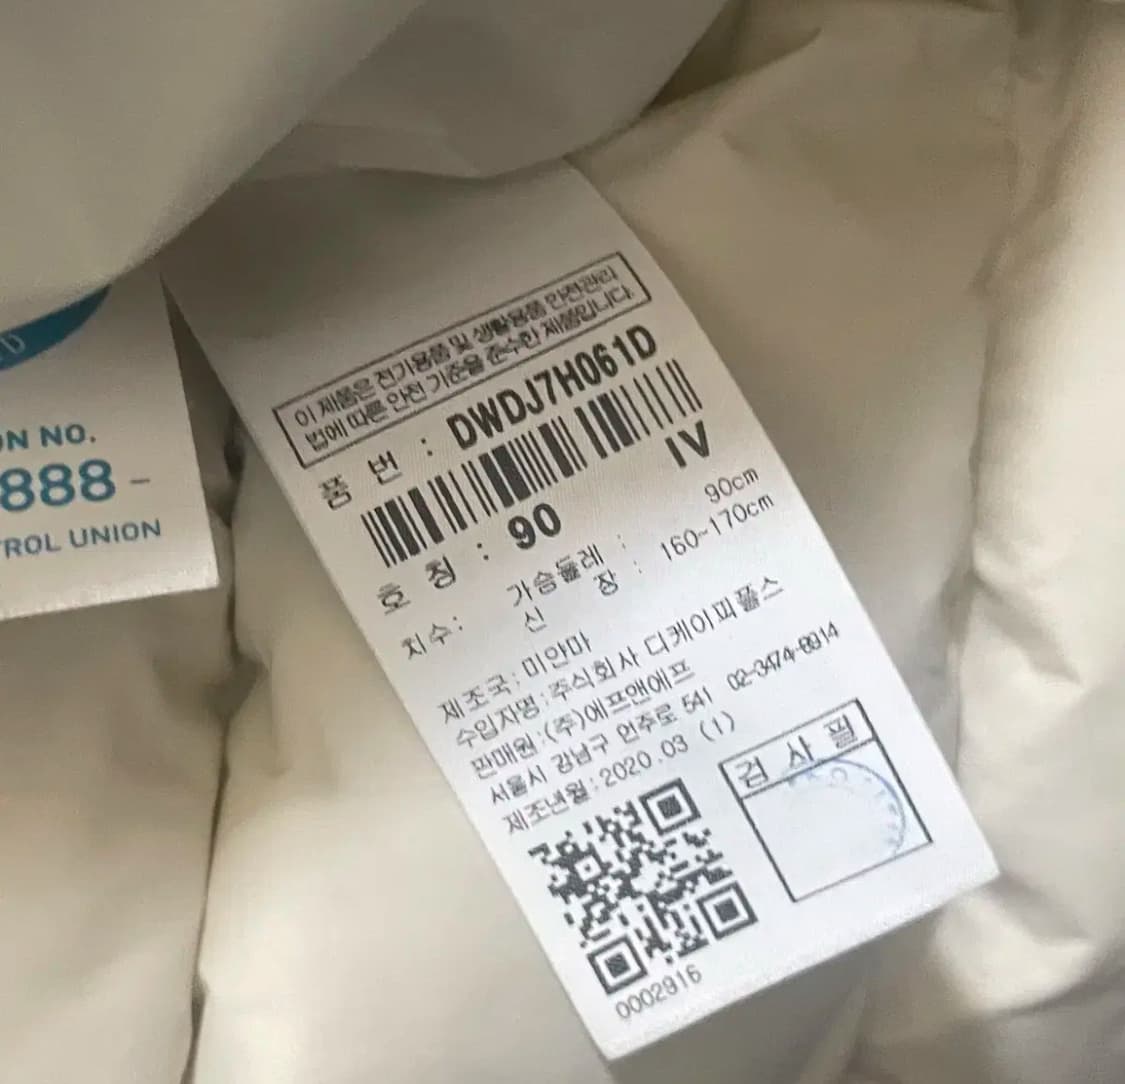 D
ON NO.
888 -
ROL UNION
이 제품은 전기용품 및 생활용품 안전관리
법에 따른 안전 기준을 준수한 제품입니다.
품 번 : DWDJ7H061D
IV
호 칭 : 90
치수: 가슴둘레 : 90cm
신 장 : 160~170cm
제조국: 미얀마
수입자명: 주식회사 디케이피플스
판매원:(주)에프앤에프
서울시 강남구 언주로 541
제조년월: 2020.03 (1)
검 사 필
0002916